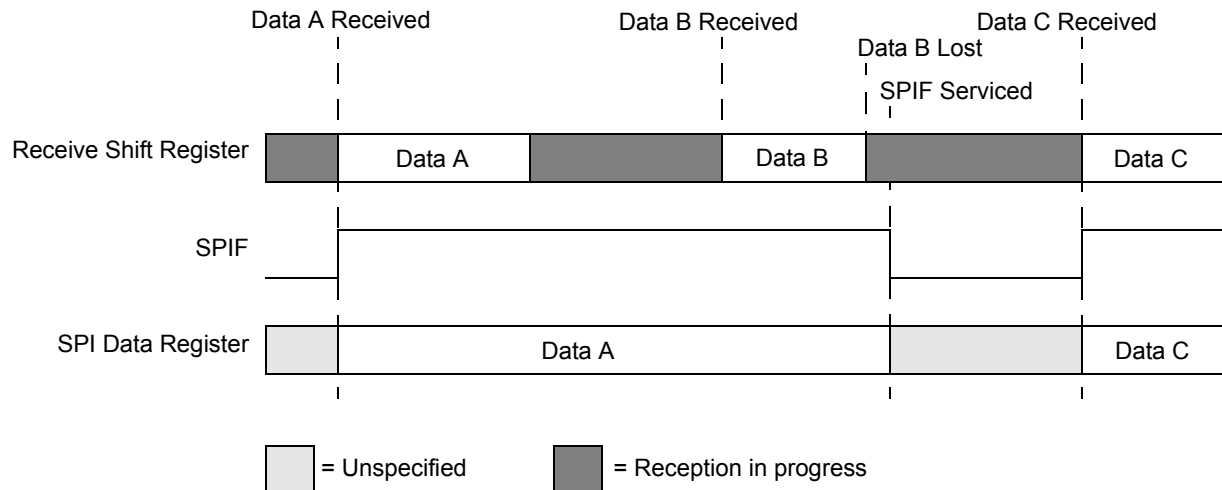 Data A Received
Data B Received
Data C Received
Data B Lost
SPIF Serviced
Receive Shift Register
Data A
Data B
Data C
SPIF
SPI Data Register
Data A
Data C
= Unspecified
= Reception in progress